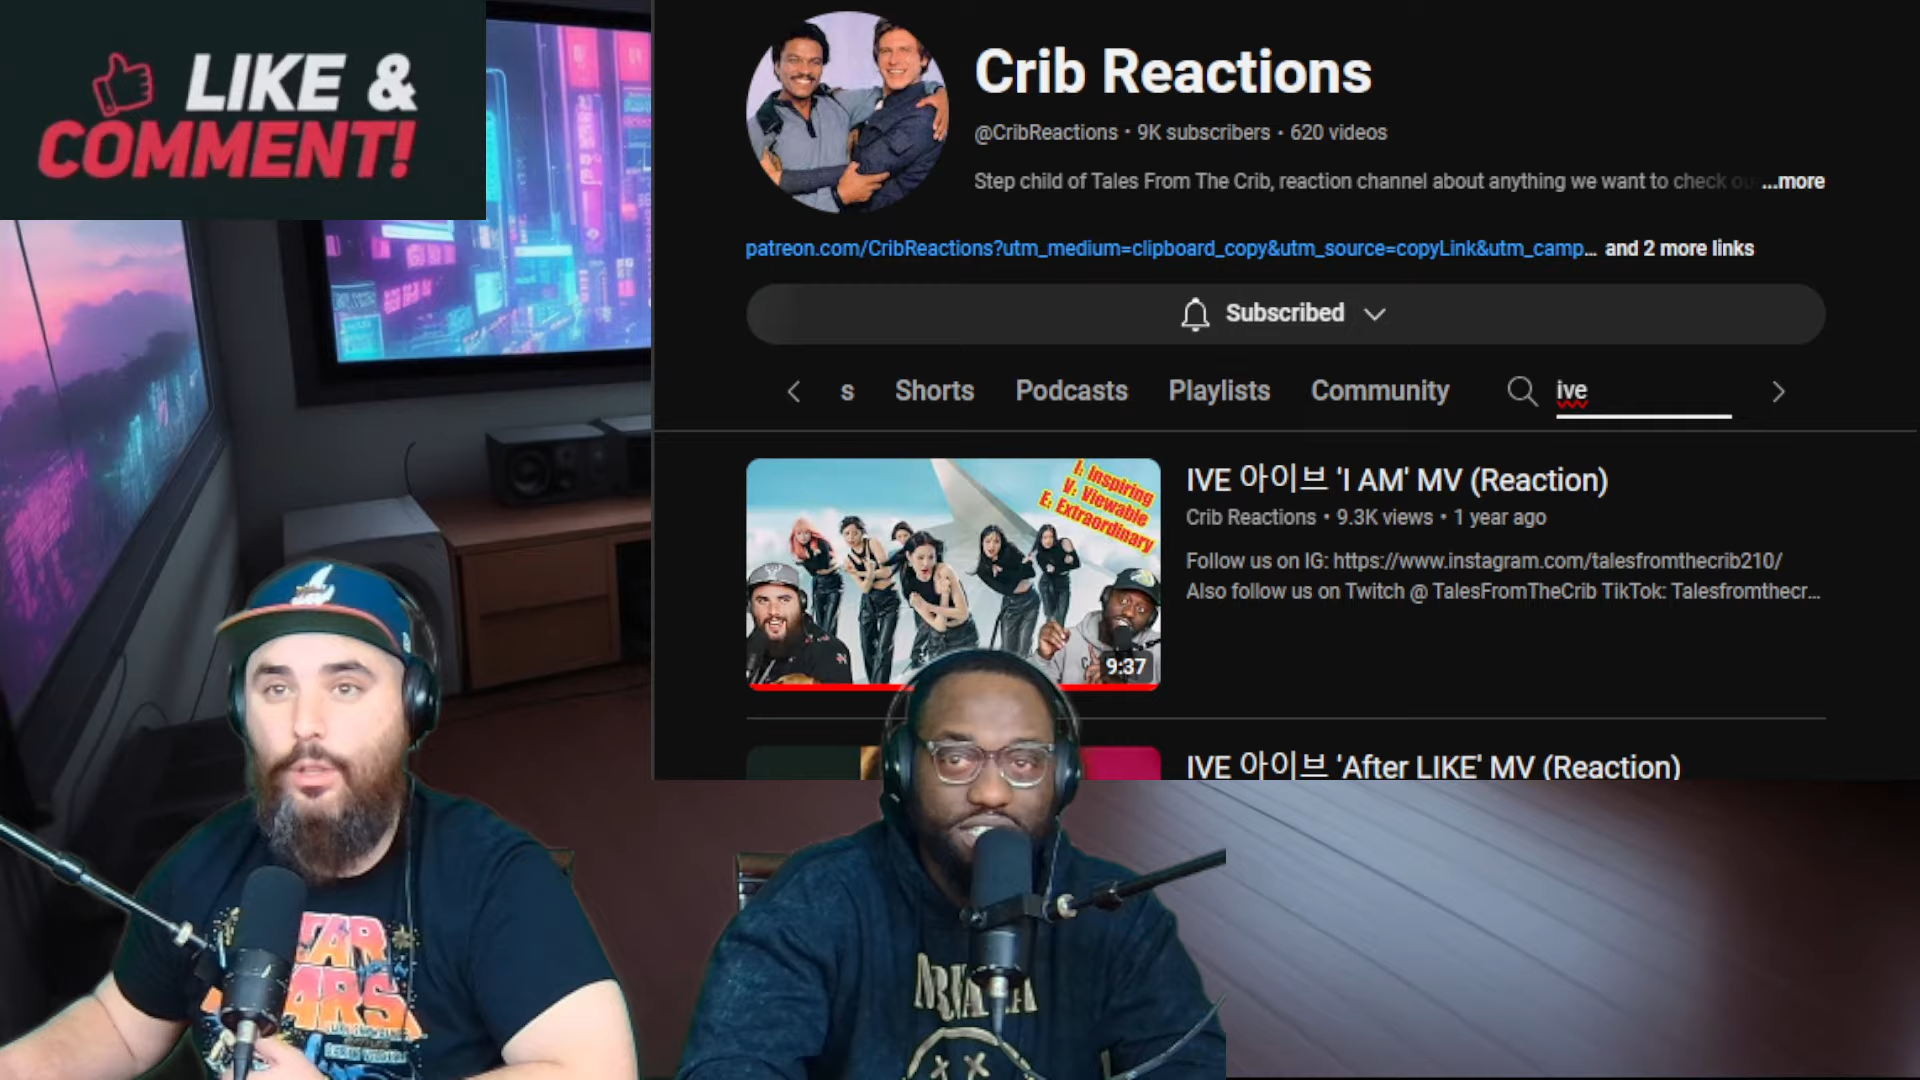 LIKE &
COMMENT!
Crib Reactions
@CribReactions • 9K subscribers • 620 videos
Step child of Tales From The Crib, reaction channel about anything we want to check ou ...more
patreon.com/CribReactions?utm_medium=clipboard_copy&utm_source=copyLink&utm_camp... and 2 more links
Subscribed
s Shorts Podcasts Playlists Community ive
I: Inspiring
V: Viewable
E: Extraordinary
9:37
IVE 아이브 'I AM' MV (Reaction)
Crib Reactions • 9.3K views • 1 year ago
Follow us on IG: https://www.instagram.com/talesfromthecrib210/
Also follow us on Twitch @ TalesFromTheCrib TikTok: Talesfromthecr...
IVE 아이브 'After LIKE' MV (Reaction)
STAR
WARS
NIRVANA